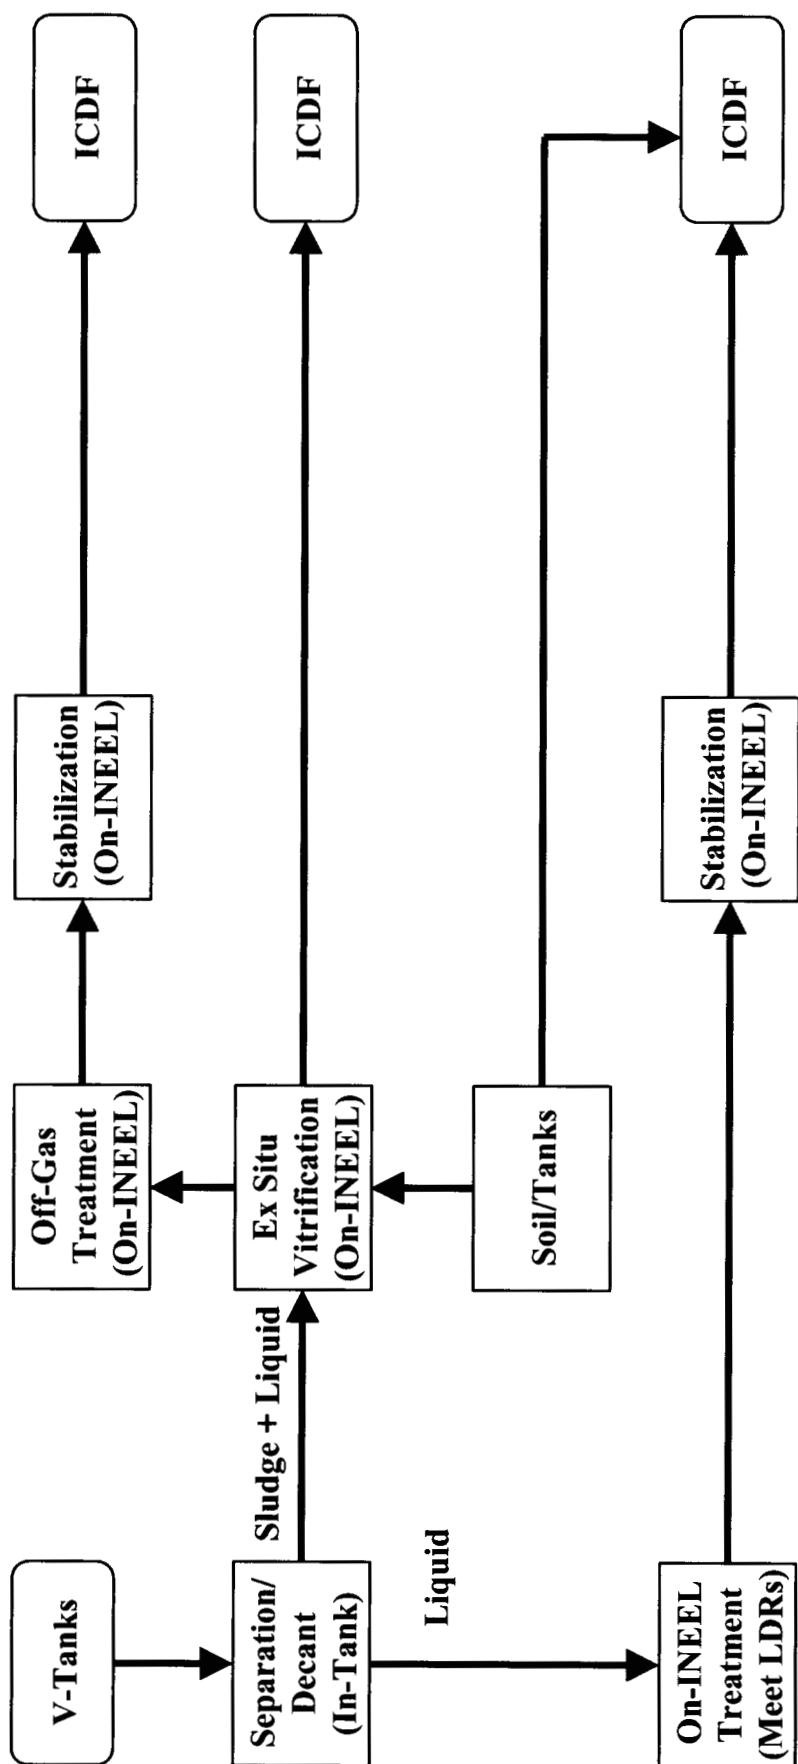 V-Tanks
Separation/
Decant
(In-Tank)
Sludge + Liquid
Liquid
On-INEEL
Treatment
(Meet LDRs)
Off-Gas
Treatment
(On-INEEL)
Ex Situ
Vitrification
(On-INEEL)
Soil/Tanks
Stabilization
(On-INEEL)
Stabilization
(On-INEEL)
ICDF
ICDF
ICDF